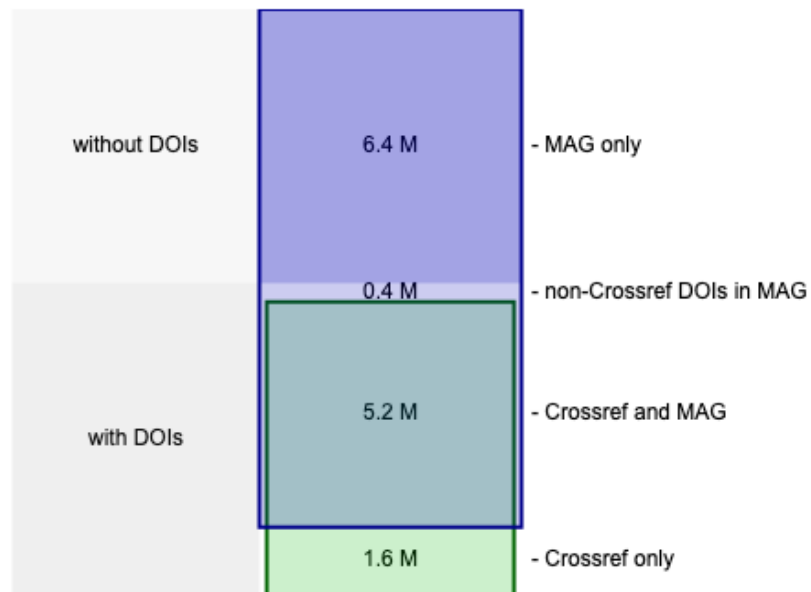 without DOIs 6.4 M - MAG only
0.4 M - non-Crossref DOIs in MAG
5.2 M - Crossref and MAG
with DOIs
1.6 M - Crossref only